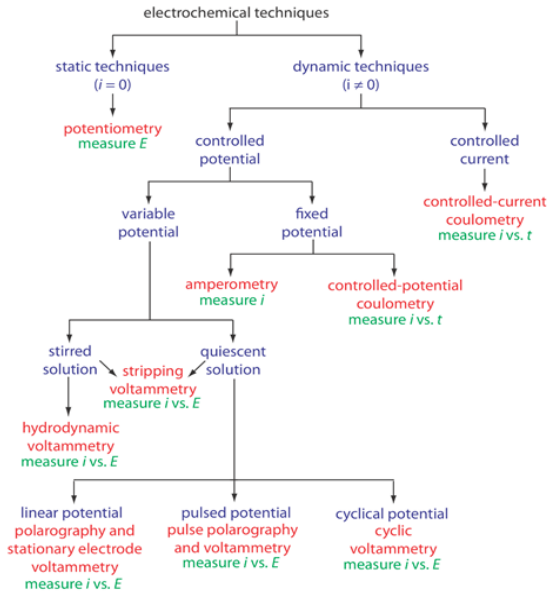 electrochemical techniques
static techniques
(i = 0)
dynamic techniques
(i ≠ 0)
potentiometry
measure E
controlled
potential
controlled
current
controlled-current
coulometry
measure i vs. t
variable
potential
fixed
potential
amperometry
measure i
controlled-potential
coulometry
measure i vs. t
stirred
solution
quiescent
solution
stripping
voltammetry
measure i vs. E
hydrodynamic
voltammetry
measure i vs. E
linear potential
polarography and
stationary electrode
voltammetry
measure i vs. E
pulsed potential
pulse polarography
and voltammetry
measure i vs. E
cyclical potential
cyclic
voltammetry
measure i vs. E